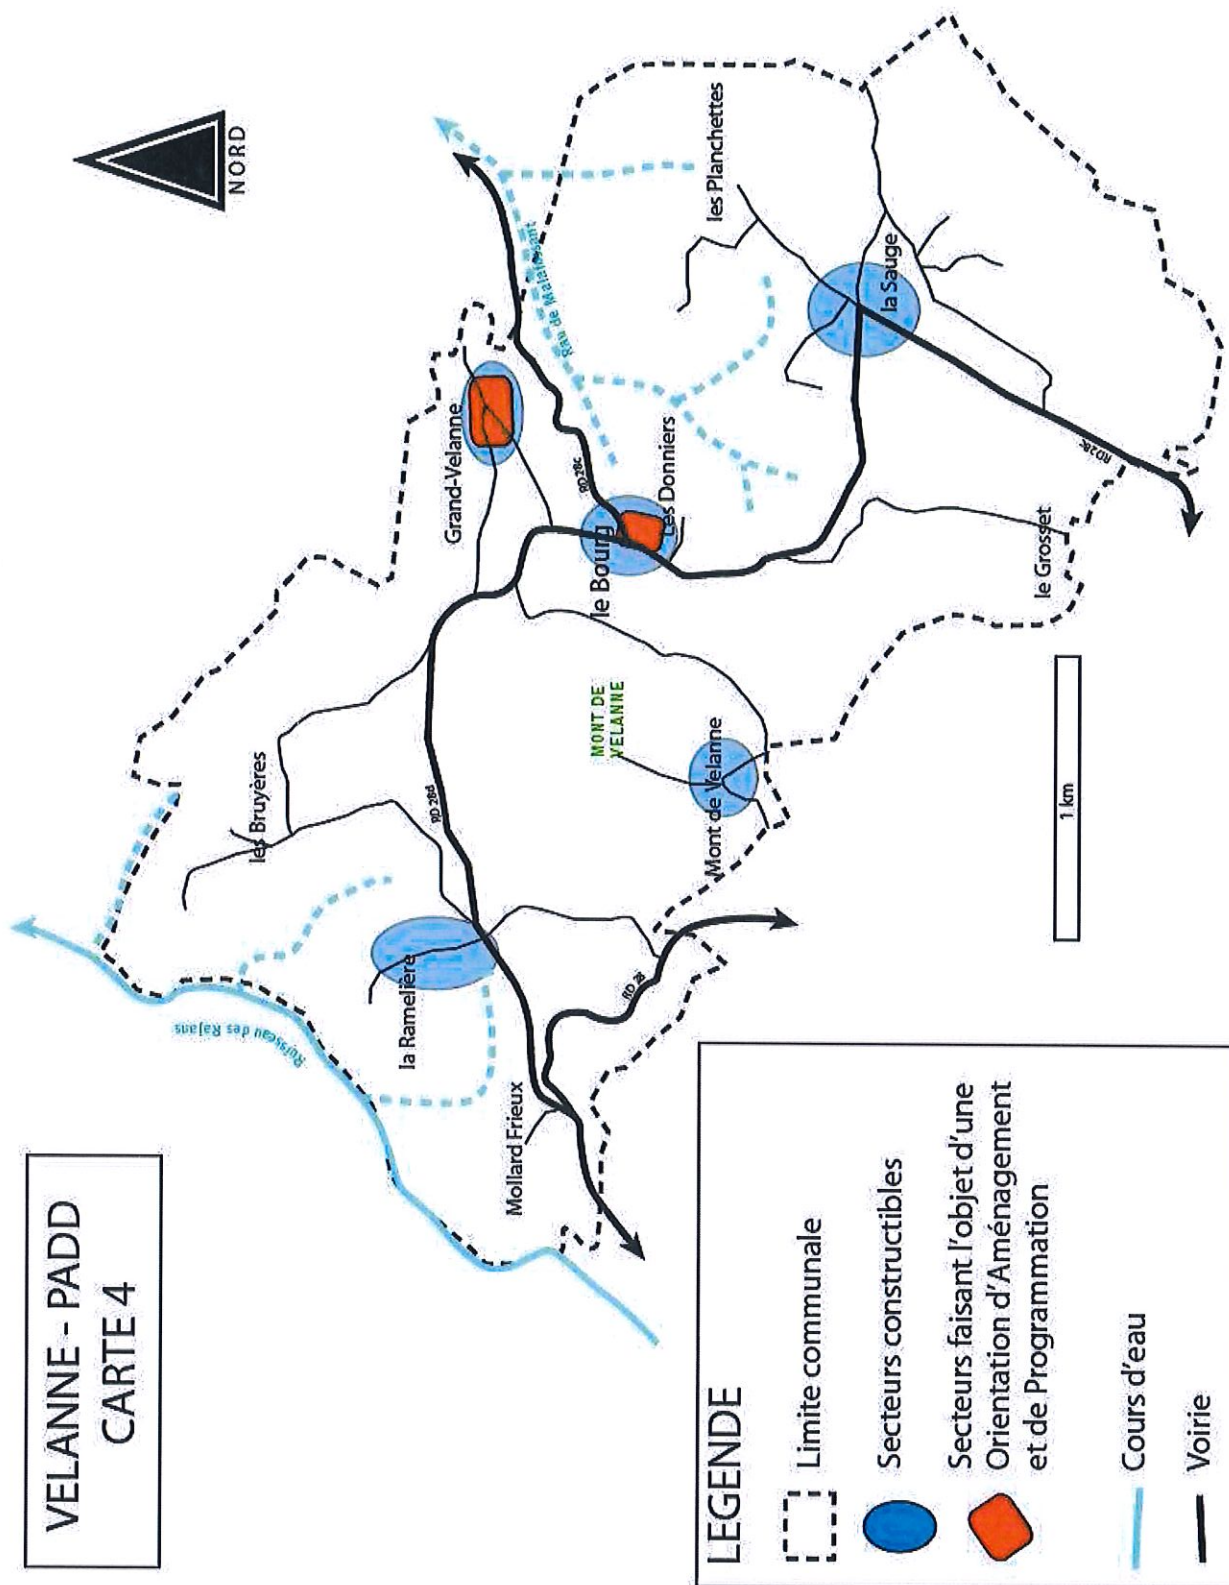 VELANNE - PADD
CARTE 4
NORD
Ruisseau des Rajans
les Bruyères
la Ramelière
Mollard Frieux
RD 28
RD 28d
Grand-Velanne
MONT DE
VELANNE
Mont de Velanne
le Bourg
Les Donniers
RD 28c
les Planchettes
la Sauge
RD 28c
le Grosset
1 km
LEGENDE
Limite communale
Secteurs constructibles
Secteurs faisant l'objet d'une
Orientation d'Aménagement
et de Programmation
Cours d'eau
Voirie